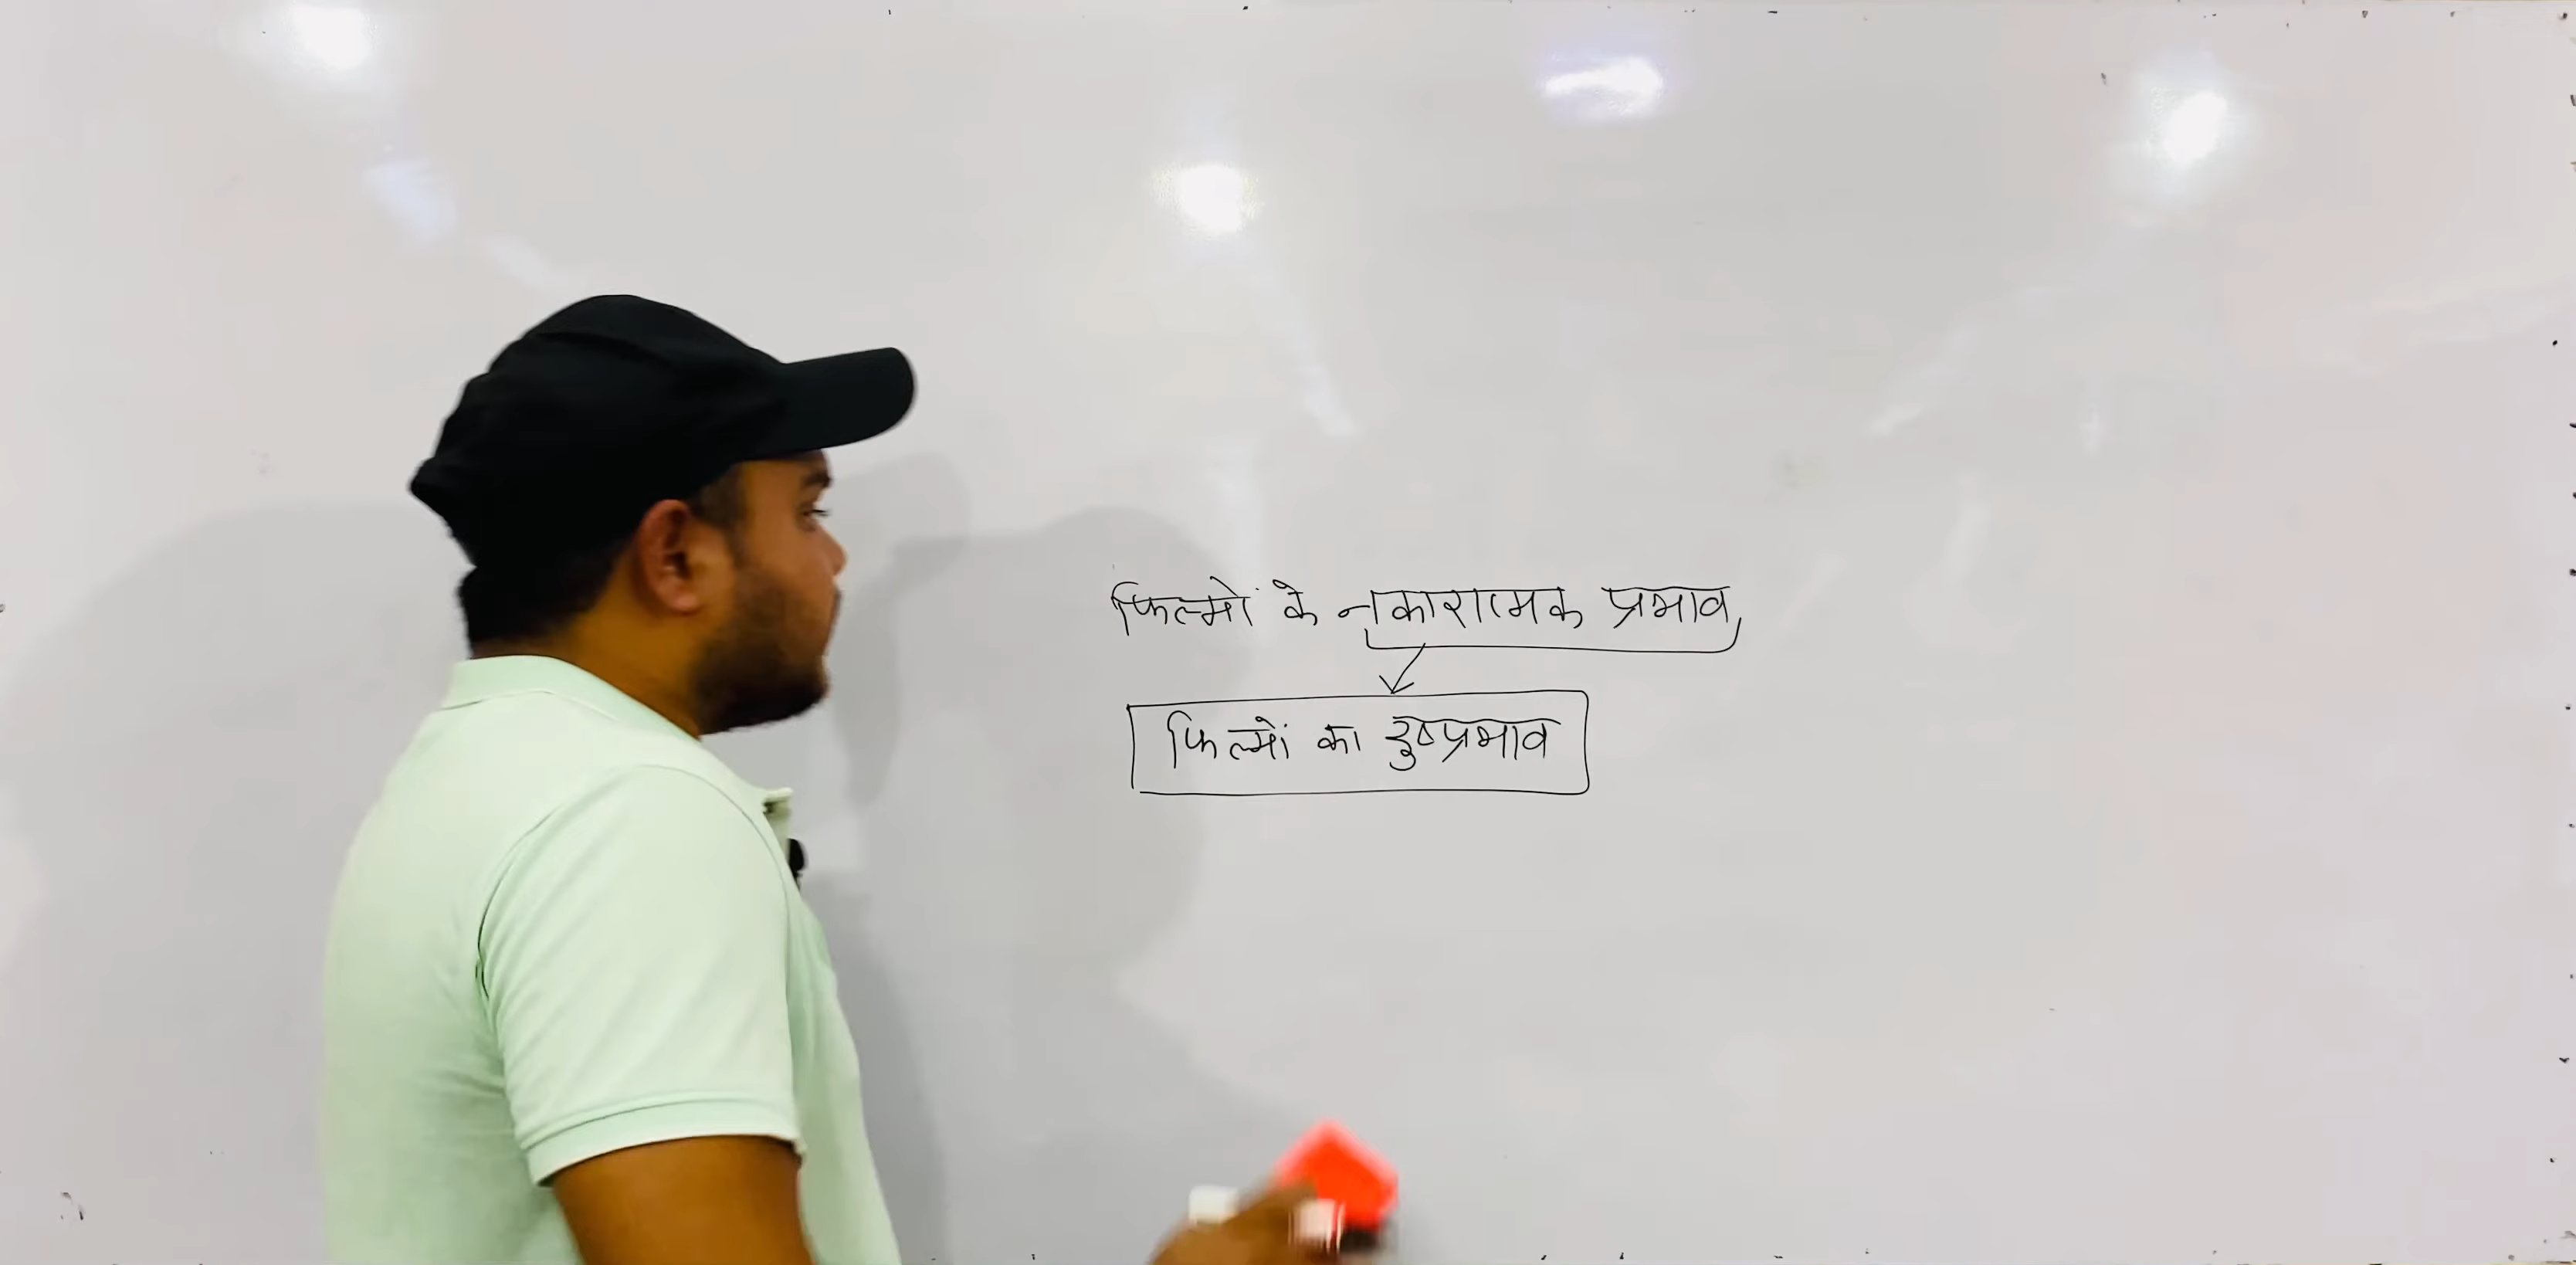 फिल्मों के नकारात्मक प्रभाव
फिल्मों का दुष्प्रभाव